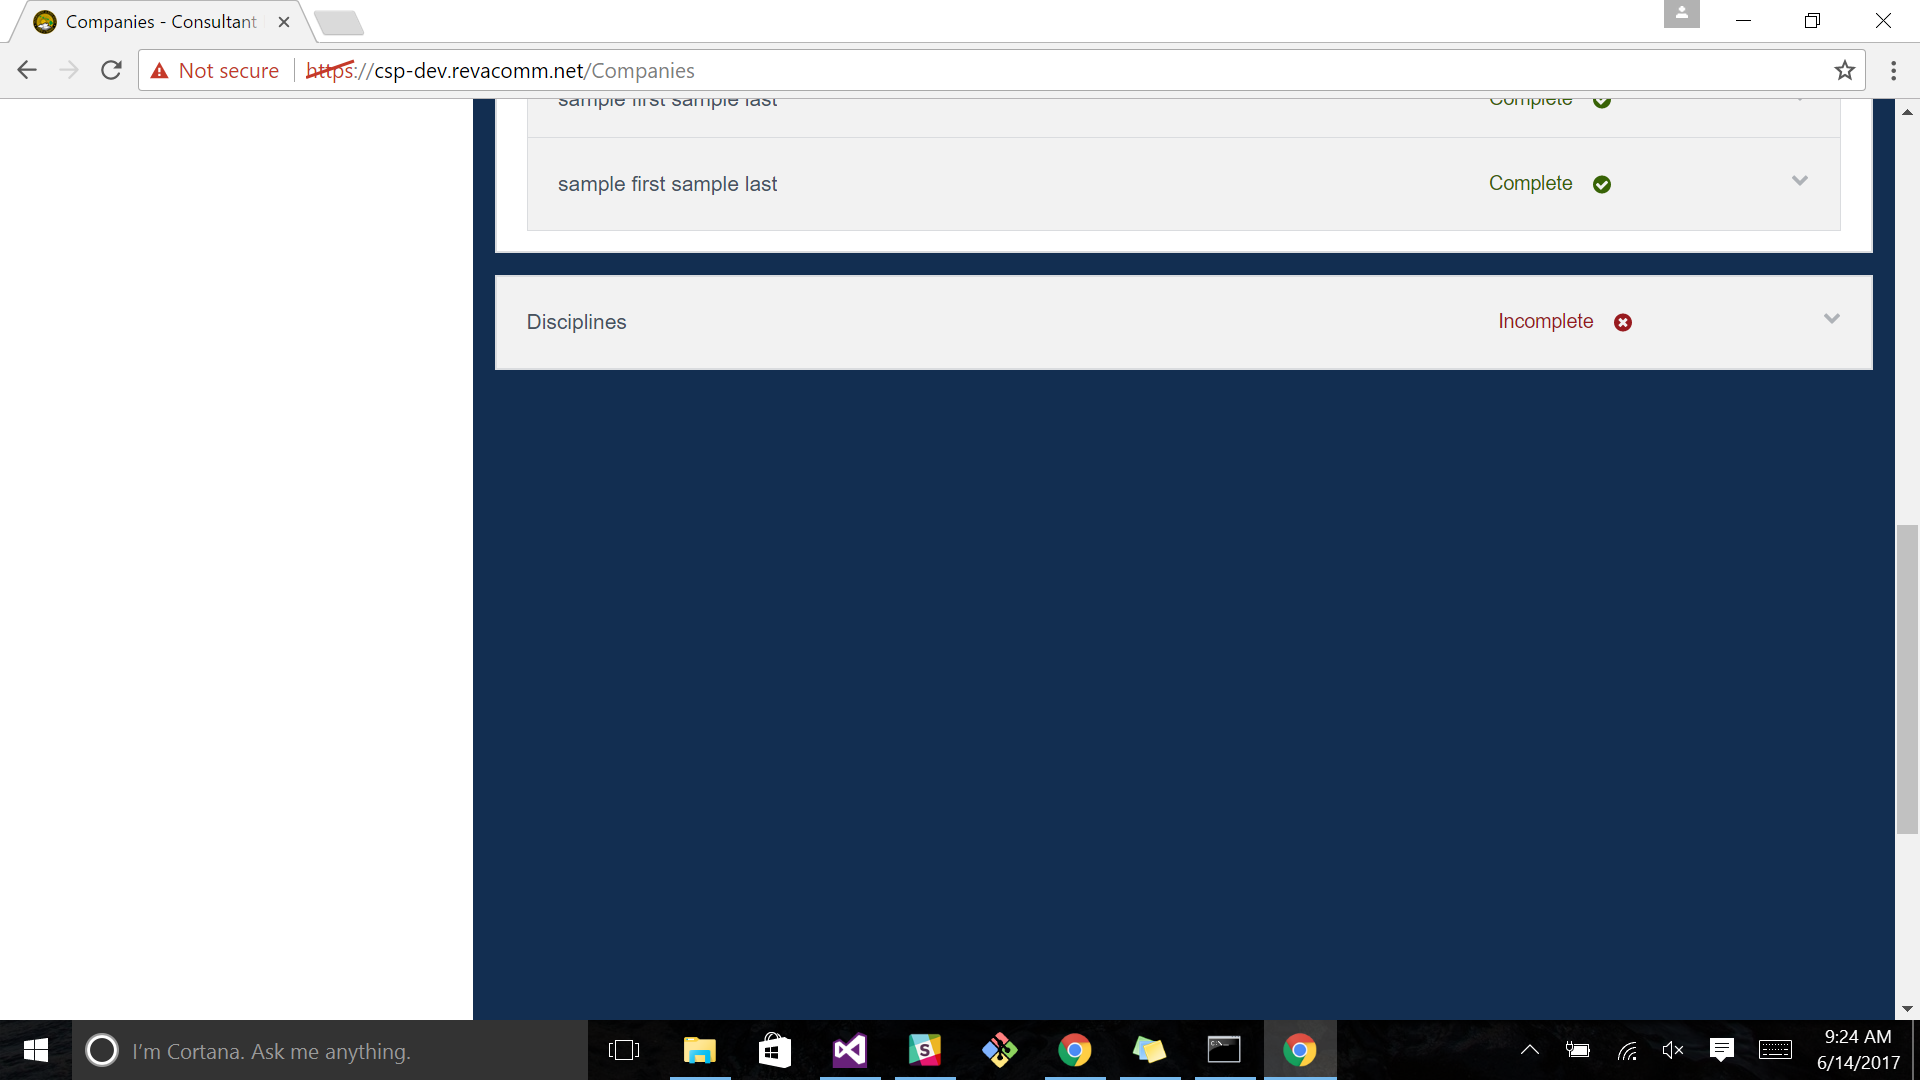 Companies - Consultant
Not secure
https://csp-dev.revacomm.net/Companies
sample first sample last Complete
sample first sample last Complete
Disciplines Incomplete
I'm Cortana. Ask me anything.
9:24 AM
6/14/2017